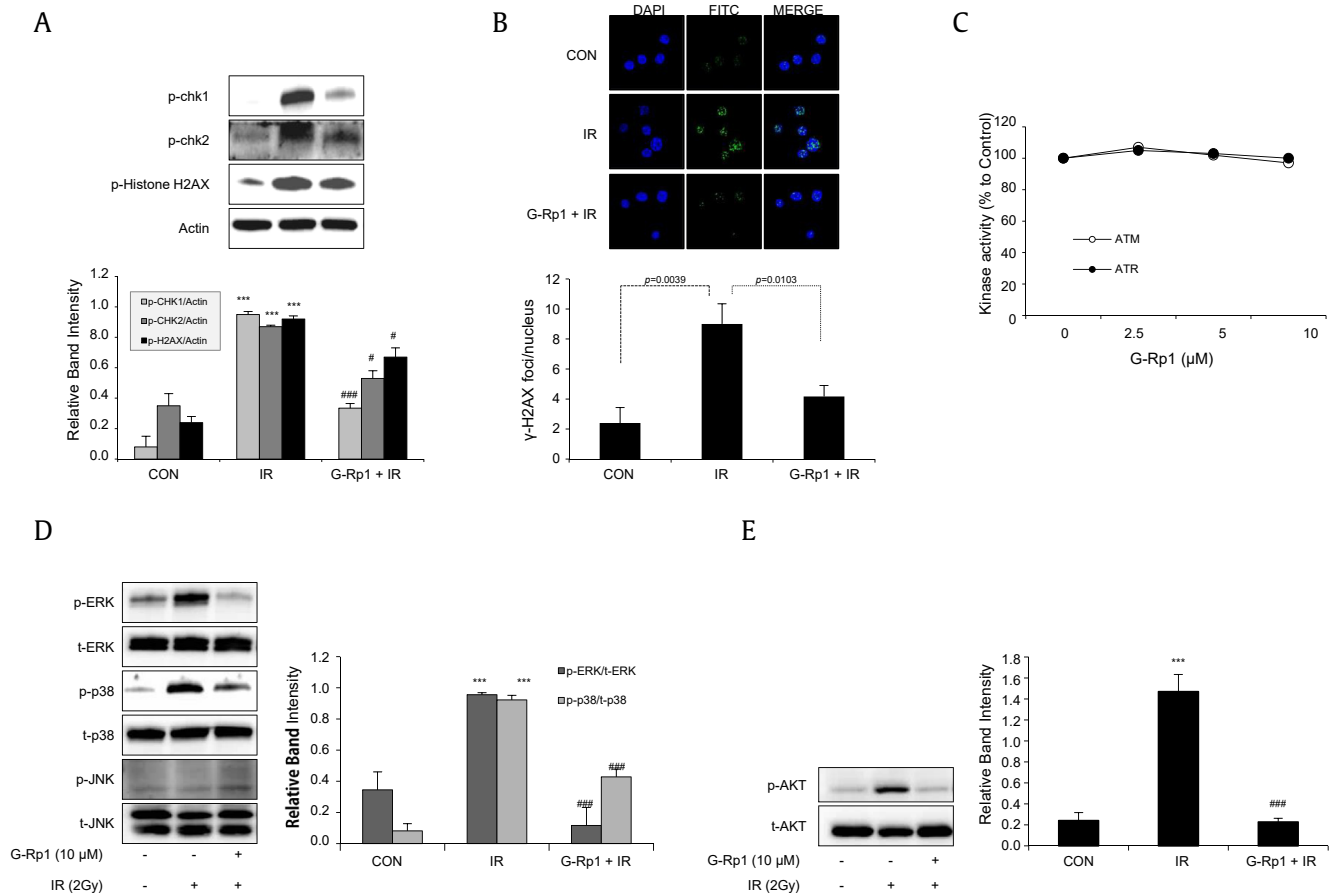 A
p-chk1
p-chk2
p-Histone H2AX
Actin
Relative Band Intensity
1.2
1.0
8.0
0.6
0.4
0.2
0.0
p-CHK1/Actin
p-CHK2/Actin
p-H2AX/Actin
*** *** ***
### # #
CON IR G-Rp1 + IR
B
DAPI FITC MERGE
CON
IR
G-Rp1 + IR
γ-H2AX foci/nucleus
12
10
8
6
4
2
0
p=0.0039 p=0.0103
CON IR G-Rp1 + IR
C
Kinase activity (% to Control)
120
100
80
60
40
20
0
ATM
ATR
0 2.5 5 10
G-Rp1 (µM)
D
p-ERK
t-ERK
p-p38
t-p38
p-JNK
t-JNK
G-Rp1 (10 µM) - - +
IR (2Gy) - + +
Relative Band Intensity
1.2
1.0
0.8
0.6
0.4
0.2
0.0
p-ERK/t-ERK
p-p38/t-p38
*** ***
### ###
CON IR G-Rp1 + IR
E
p-AKT
t-AKT
G-Rp1 (10 µM) - - +
IR (2Gy) - + +
Relative Band Intensity
1.8
1.6
1.4
1.2
1.0
0.8
0.6
0.4
0.2
0.0
***
###
CON IR G-Rp1 + IR